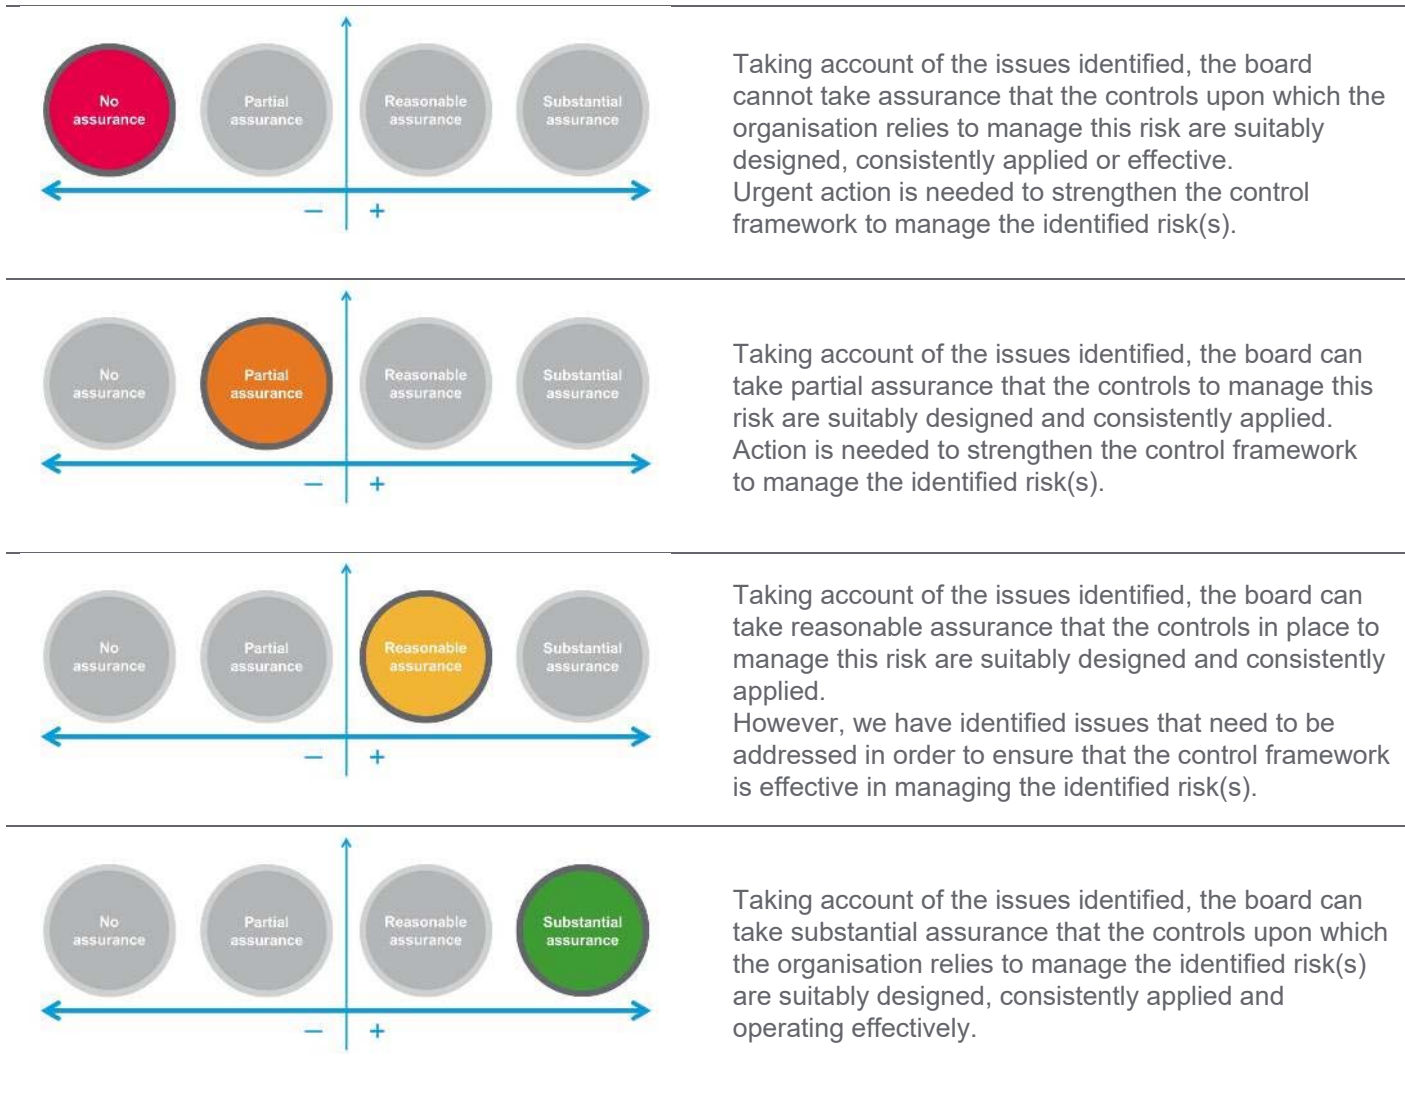 No
assurance
Partial
assurance
Reasonable
assurance
Substantial
assurance
— +
Taking account of the issues identified, the board
cannot take assurance that the controls upon which the
organisation relies to manage this risk are suitably
designed, consistently applied or effective.
Urgent action is needed to strengthen the control
framework to manage the identified risk(s).
No
assurance
Partial
assurance
Reasonable
assurance
Substantial
assurance
— +
Taking account of the issues identified, the board can
take partial assurance that the controls to manage this
risk are suitably designed and consistently applied.
Action is needed to strengthen the control framework
to manage the identified risk(s).
No
assurance
Partial
assurance
Reasonable
assurance
Substantial
assurance
— +
Taking account of the issues identified, the board can
take reasonable assurance that the controls in place to
manage this risk are suitably designed and consistently
applied.
However, we have identified issues that need to be
addressed in order to ensure that the control framework
is effective in managing the identified risk(s).
No
assurance
Partial
assurance
Reasonable
assurance
Substantial
assurance
— +
Taking account of the issues identified, the board can
take substantial assurance that the controls upon which
the organisation relies to manage the identified risk(s)
are suitably designed, consistently applied and
operating effectively.